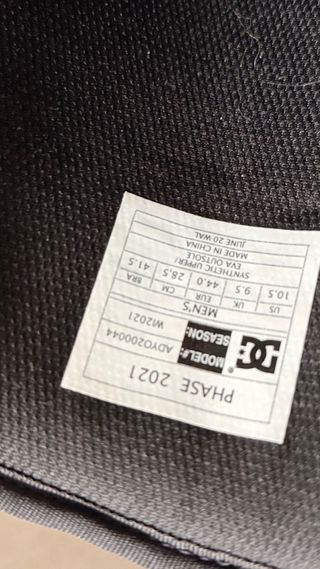 PHASE 2021
DC® MODEL#: ADYO200044
SEASON: WI2021
MEN'S
US UK EUR CM BRA
10.5 9.5 44.0 28.5 41.5
SYNTHETIC UPPER/
EVA OUTSOLE
MADE IN CHINA
JUNE 20-WAL